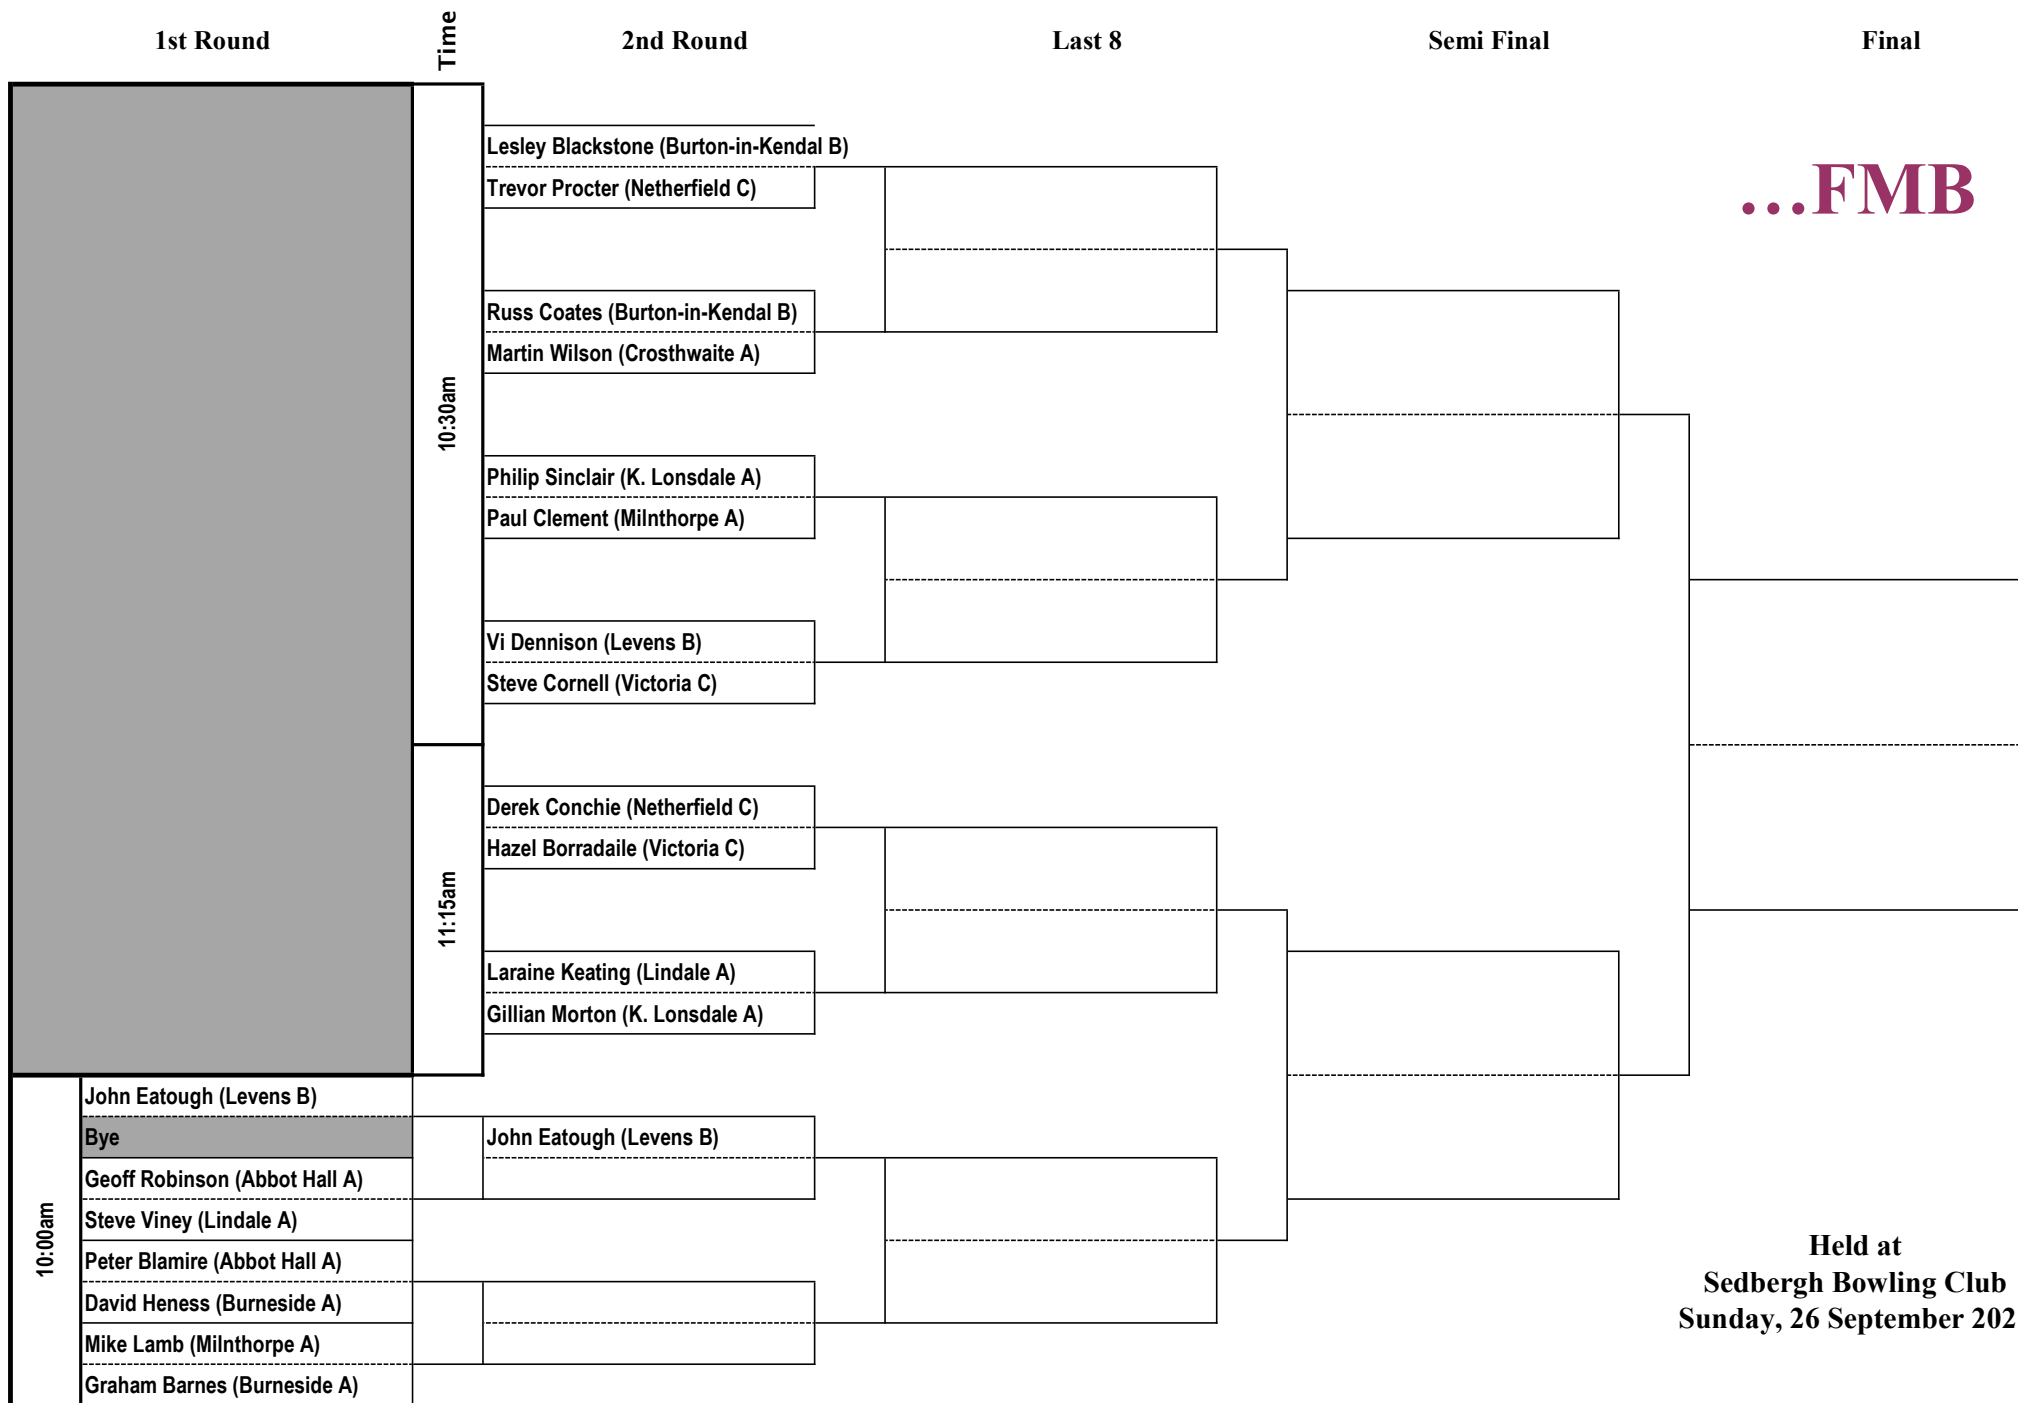 1st Round
Time
2nd Round
Last 8
Semi Final
Final
...FMB
10:30am
Lesley Blackstone (Burton-in-Kendal B)
Trevor Procter (Netherfield C)
Russ Coates (Burton-in-Kendal B)
Martin Wilson (Crosthwaite A)
Philip Sinclair (K. Lonsdale A)
Paul Clement (Milnthorpe A)
Vi Dennison (Levens B)
Steve Cornell (Victoria C)
11:15am
Derek Conchie (Netherfield C)
Hazel Borradaile (Victoria C)
Laraine Keating (Lindale A)
Gillian Morton (K. Lonsdale A)
10:00am
John Eatough (Levens B)
Bye
Geoff Robinson (Abbot Hall A)
Steve Viney (Lindale A)
Peter Blamire (Abbot Hall A)
David Heness (Burneside A)
Mike Lamb (Milnthorpe A)
Graham Barnes (Burneside A)
John Eatough (Levens B)
Held at
Sedbergh Bowling Club
Sunday, 26 September 202